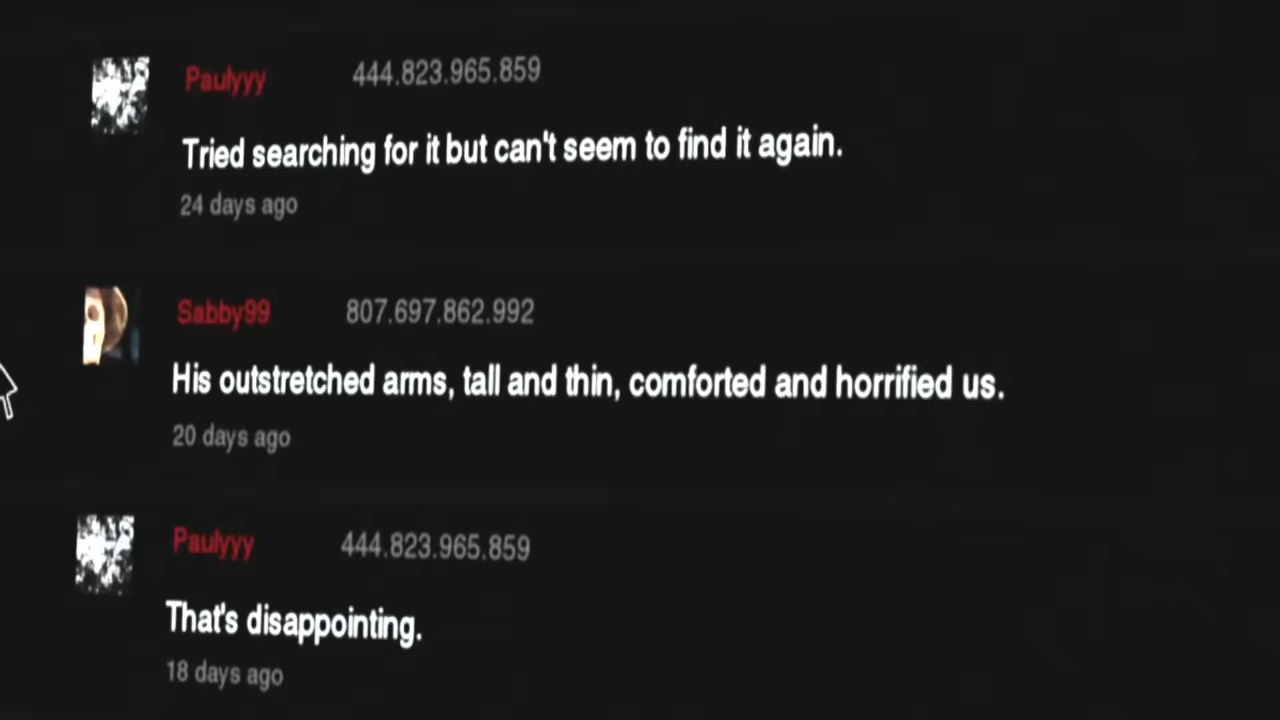 Paulyyy 444.823.965.859
Tried searching for it but can't seem to find it again.
24 days ago
Sabby99 807.697.862.992
His outstretched arms, tall and thin, comforted and horrified us.
20 days ago
Paulyyy 444.823.965.859
That's disappointing.
18 days ago